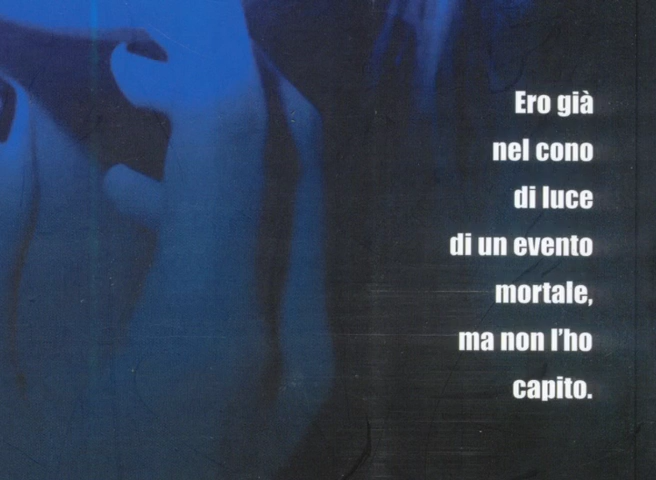 Ero già
nel cono
di luce
di un evento
mortale,
ma non l'ho
capito.